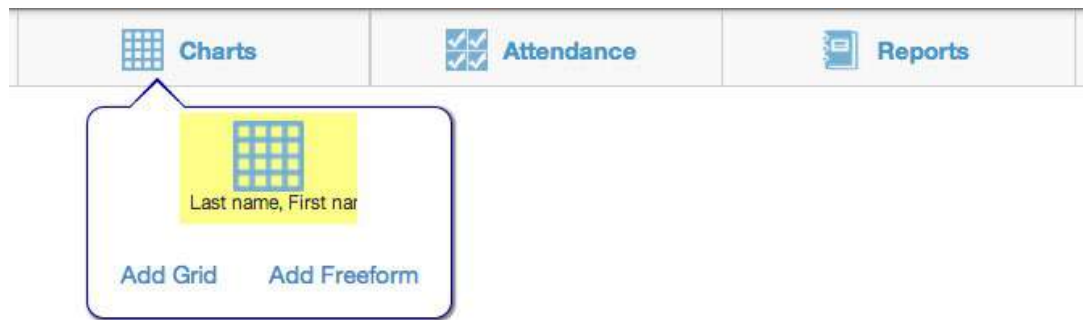 Charts
Attendance
Reports
Last name, First nar
Add Grid
Add Freeform